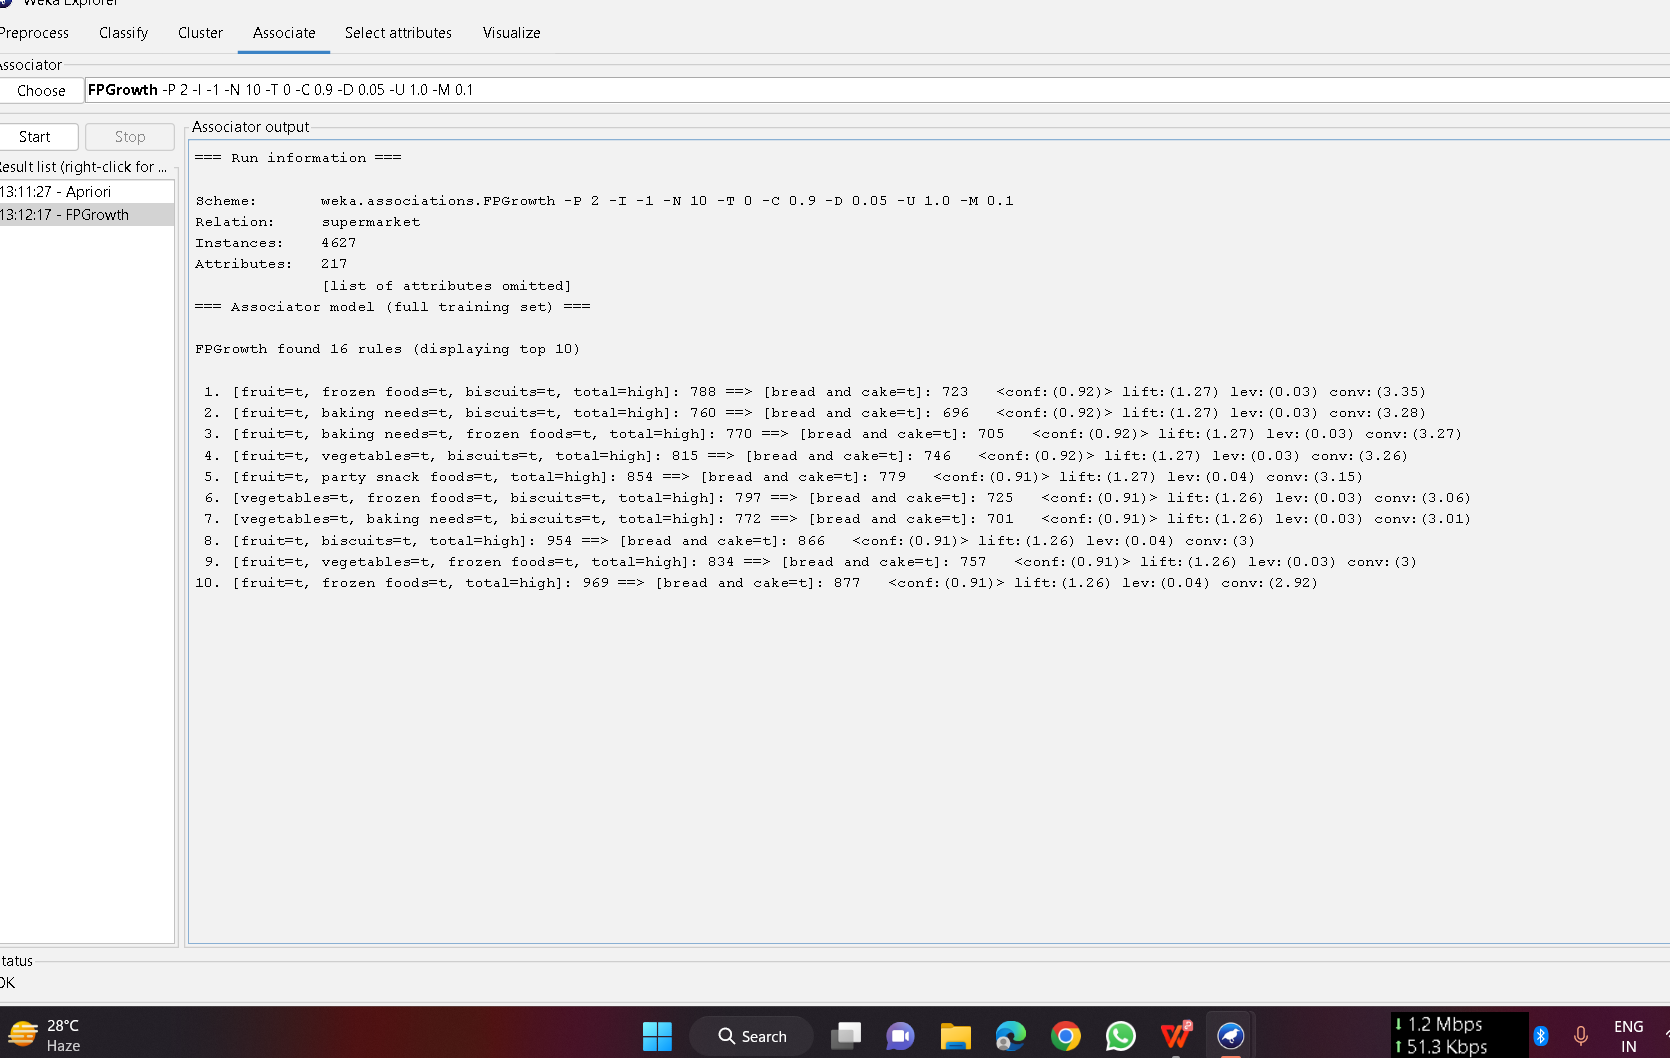 Weka Explorer
Preprocess Classify Cluster Associate Select attributes Visualize
Associator
Choose FPGrowth -P 2 -I -1 -N 10 -T 0 -C 0.9 -D 0.05 -U 1.0 -M 0.1
Start Stop
Result list (right-click for ...
13:11:27 - Apriori
13:12:17 - FPGrowth
Associator output
=== Run information ===
Scheme: weka.associations.FPGrowth -P 2 -I -1 -N 10 -T 0 -C 0.9 -D 0.05 -U 1.0 -M 0.1
Relation: supermarket
Instances: 4627
Attributes: 217
[list of attributes omitted]
=== Associator model (full training set) ===
FPGrowth found 16 rules (displaying top 10)
1. [fruit=t, frozen foods=t, biscuits=t, total=high]: 788 ==> [bread and cake=t]: 723 <conf:(0.92)> lift:(1.27) lev:(0.03) conv:(3.35)
2. [fruit=t, baking needs=t, biscuits=t, total=high]: 760 ==> [bread and cake=t]: 696 <conf:(0.92)> lift:(1.27) lev:(0.03) conv:(3.28)
3. [fruit=t, baking needs=t, frozen foods=t, total=high]: 770 ==> [bread and cake=t]: 705 <conf:(0.92)> lift:(1.27) lev:(0.03) conv:(3.27)
4. [fruit=t, vegetables=t, biscuits=t, total=high]: 815 ==> [bread and cake=t]: 746 <conf:(0.92)> lift:(1.27) lev:(0.03) conv:(3.26)
5. [fruit=t, party snack foods=t, total=high]: 854 ==> [bread and cake=t]: 779 <conf:(0.91)> lift:(1.27) lev:(0.04) conv:(3.15)
6. [vegetables=t, frozen foods=t, biscuits=t, total=high]: 797 ==> [bread and cake=t]: 725 <conf:(0.91)> lift:(1.26) lev:(0.03) conv:(3.06)
7. [vegetables=t, baking needs=t, biscuits=t, total=high]: 772 ==> [bread and cake=t]: 701 <conf:(0.91)> lift:(1.26) lev:(0.03) conv:(3.01)
8. [fruit=t, biscuits=t, total=high]: 954 ==> [bread and cake=t]: 866 <conf:(0.91)> lift:(1.26) lev:(0.04) conv:(3)
9. [fruit=t, vegetables=t, frozen foods=t, total=high]: 834 ==> [bread and cake=t]: 757 <conf:(0.91)> lift:(1.26) lev:(0.03) conv:(3)
10. [fruit=t, frozen foods=t, total=high]: 969 ==> [bread and cake=t]: 877 <conf:(0.91)> lift:(1.26) lev:(0.04) conv:(2.92)
Status
OK
28°C
Haze
Search
1.2 Mbps
51.3 Kbps
ENG
IN